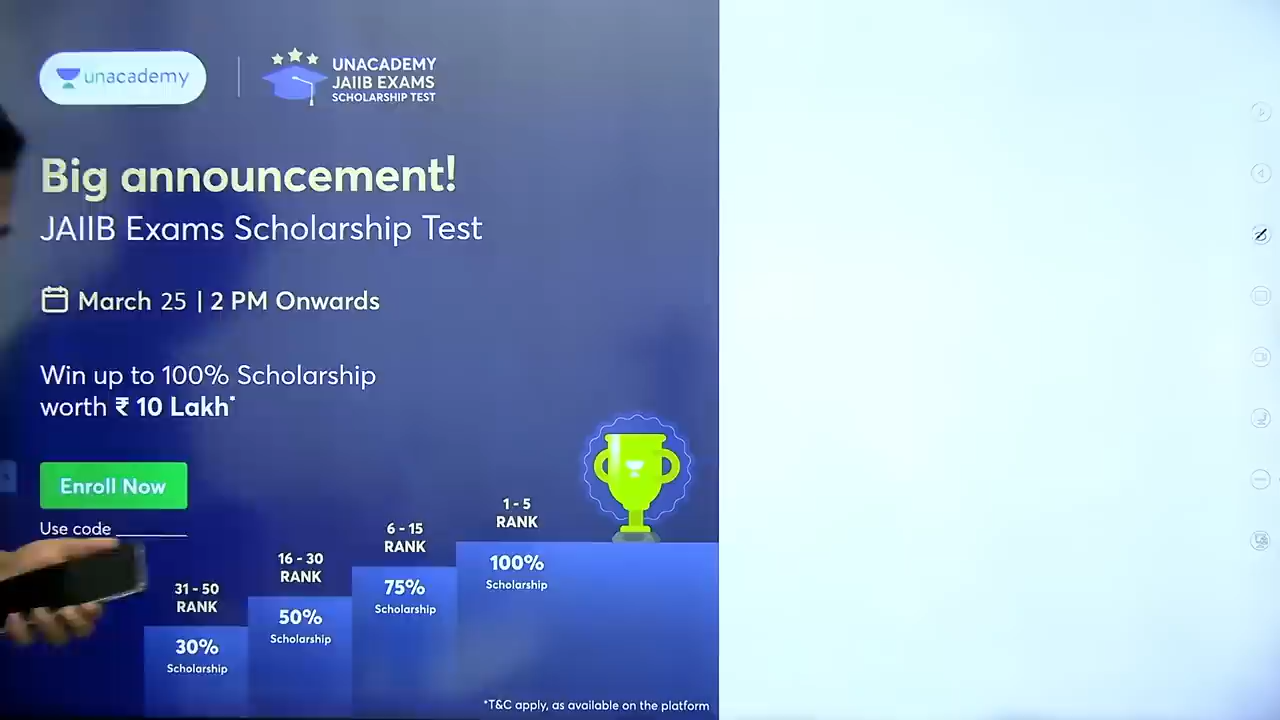 unacademy
UNACADEMY
JAIIB EXAMS
SCHOLARSHIP TEST
Big announcement!
JAIIB Exams Scholarship Test
March 25 | 2 PM Onwards
Win up to 100% Scholarship
worth ₹ 10 Lakh*
Enroll Now
Use code ________
31 - 50
RANK
30%
Scholarship
16 - 30
RANK
50%
Scholarship
6 - 15
RANK
75%
Scholarship
1 - 5
RANK
100%
Scholarship
*T&C apply, as available on the platform